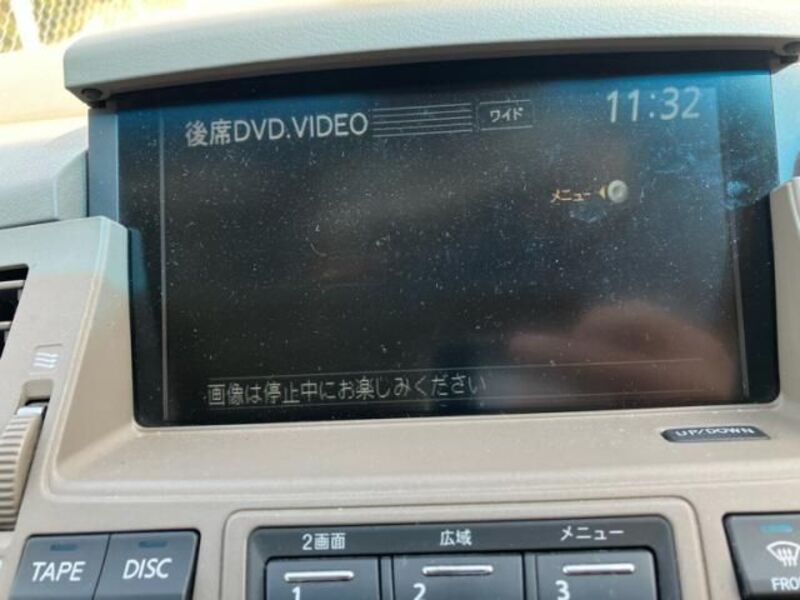 後席DVD.VIDEO ワイド 11:32
メニュー
画像は停止中にお楽しみください
UP/DOWN
2画面 広域 メニュー
TAPE DISC 1 2 3